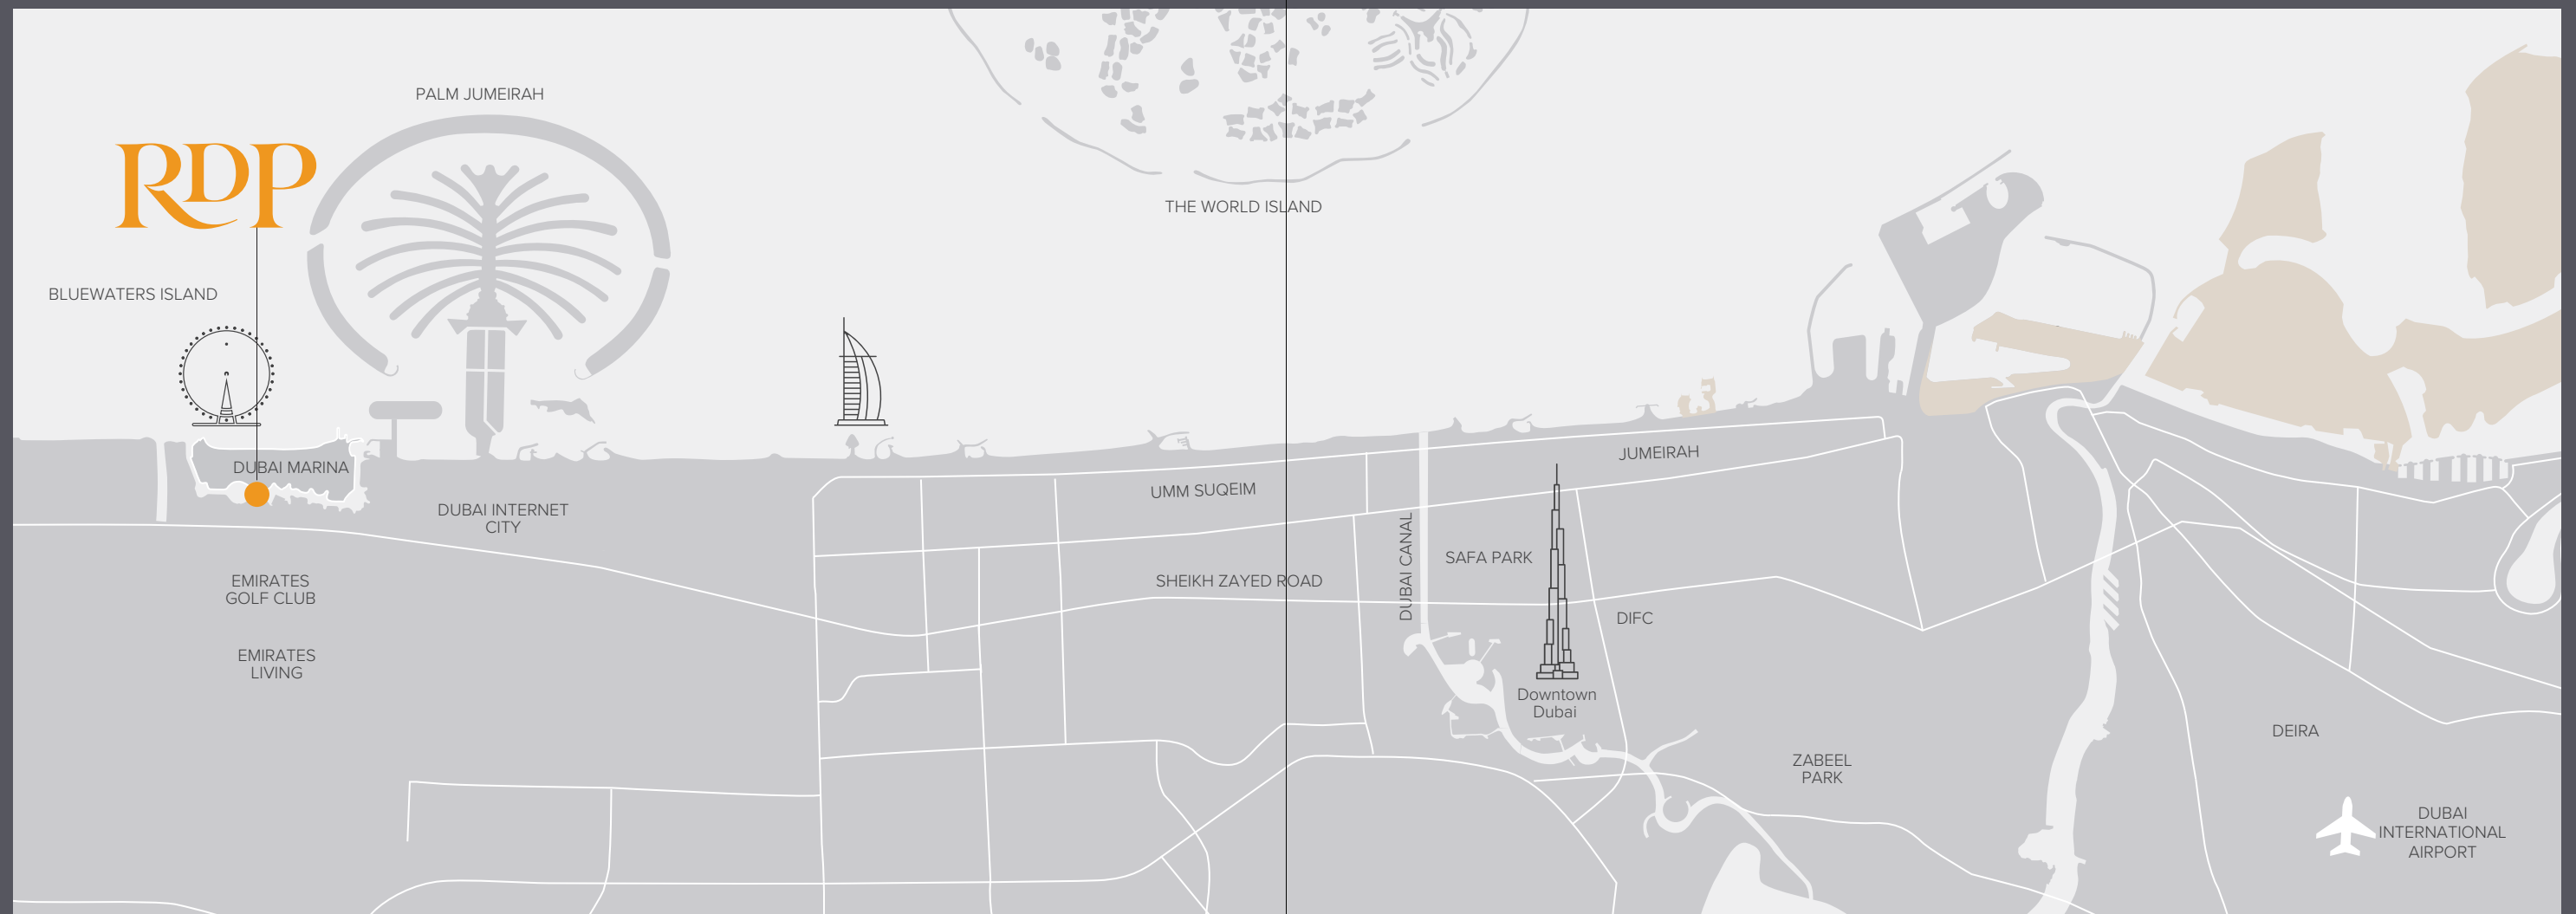 PALM JUMEIRAH
RDP
THE WORLD ISLAND
BLUEWATERS ISLAND
JUMEIRAH
DUBAI MARINA
UMM SUQEIM
DUBAI INTERNET
CITY
DUBAI CANAL
SAFA PARK
EMIRATES
GOLF CLUB
SHEIKH ZAYED ROAD
DIFC
EMIRATES
LIVING
Downtown
Dubai
DEIRA
ZABEEL
PARK
DUBAI
INTERNATIONAL
AIRPORT